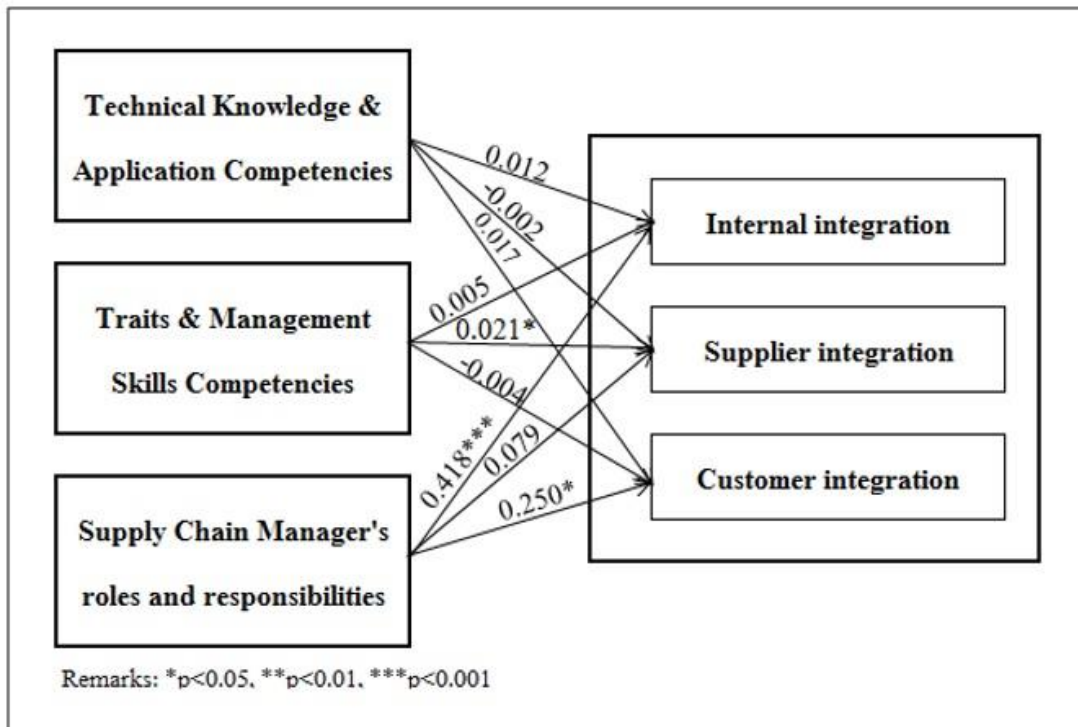 Technical Knowledge &
Application Competencies
0.012
-0.002
0.017
Internal integration
Traits & Management
Skills Competencies
0.005
0.021*
-0.004
Supplier integration
Supply Chain Manager's
roles and responsibilities
0.418***
0.079
0.250*
Customer integration
Remarks: *p<0.05, **p<0.01, ***p<0.001